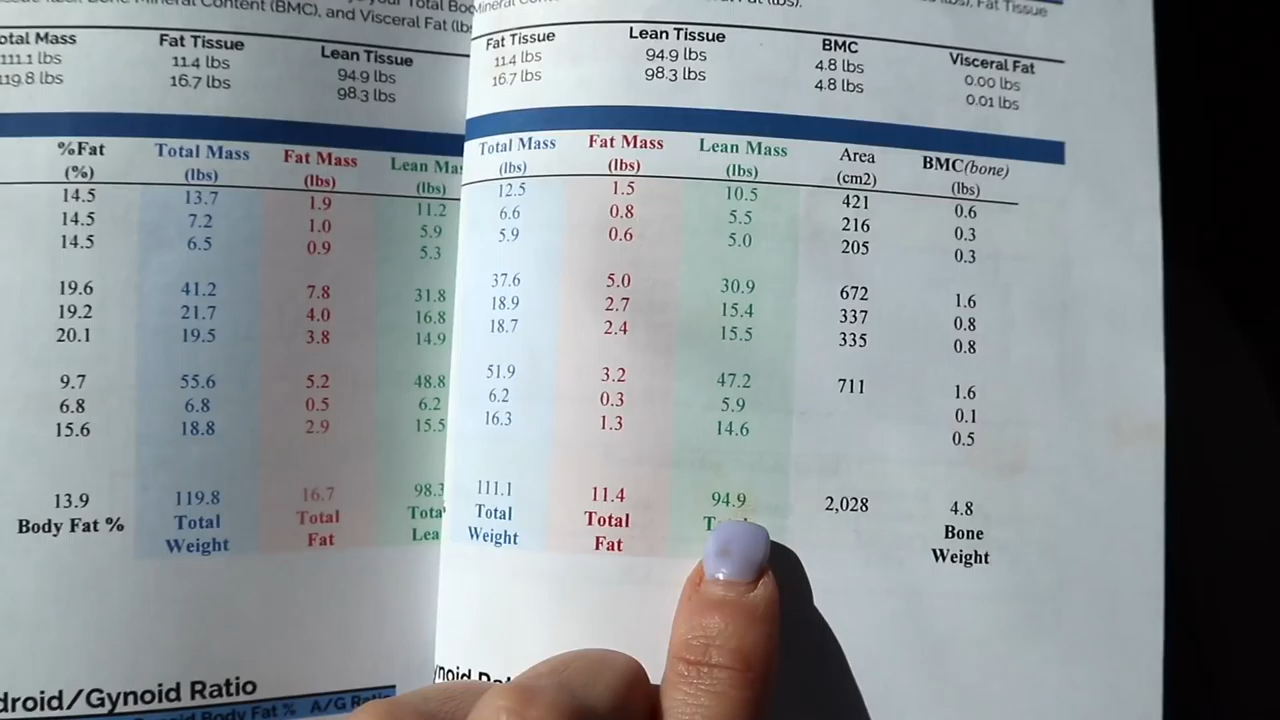 Content (BMC), and Visceral Fat (lb
otal Mass Fat Tissue Lean Tissue
111.1 lbs 11.4 lbs 94.9 lbs
119.8 lbs 16.7 lbs 98.3 lbs
%Fat Total Mass Fat Mass Lean Ma
(%) (lbs) (lbs) (lbs)
14.5 13.7 1.9 11.2
14.5 7.2 1.0 5.9
14.5 6.5 0.9 5.3
19.6 41.2 7.8 31.8
19.2 21.7 4.0 16.8
20.1 19.5 3.8 14.9
9.7 55.6 5.2 48.8
6.8 6.8 0.5 6.2
15.6 18.8 2.9 15.5
13.9 119.8 16.7 98.3
Body Fat % Total Total Tota
Weight Fat Lea
droid/Gynoid Ratio
Body Fat % A/G
Fat Tissue Lean Tissue BMC Visceral Fat
11.4 lbs 94.9 lbs 4.8 lbs 0.00 lbs
16.7 lbs 98.3 lbs 4.8 lbs 0.01 lbs
Total Mass Fat Mass Lean Mass Area BMC(bone)
(lbs) (lbs) (lbs) (cm2) (lbs)
12.5 1.5 10.5 421 0.6
6.6 0.8 5.5 216 0.3
5.9 0.6 5.0 205 0.3
37.6 5.0 30.9 672 1.6
18.9 2.7 15.4 337 0.8
18.7 2.4 15.5 335 0.8
51.9 3.2 47.2 711 1.6
6.2 0.3 5.9 0.1
16.3 1.3 14.6 0.5
111.1 11.4 94.9 2,028 4.8
Total Total Bone
Weight Fat Weight